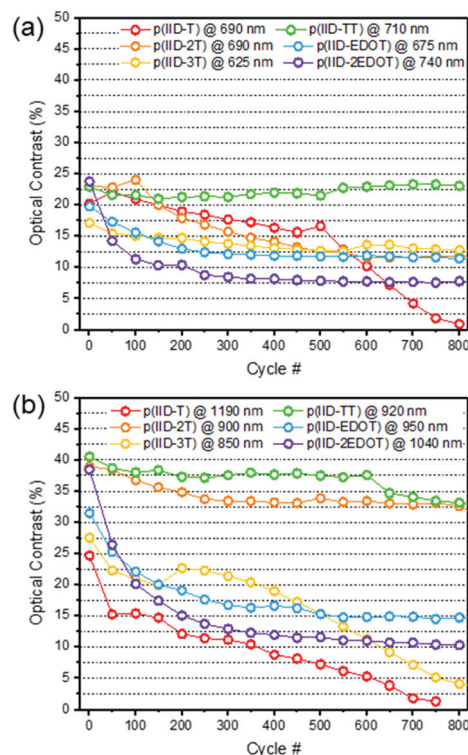 (a)
50
45
40
35
30
25
20
15
10
5
0
Optical Contrast (%)
p(IID-T) @ 690 nm
p(IID-TT) @ 710 nm
p(IID-2T) @ 690 nm
p(IID-EDOT) @ 675 nm
p(IID-3T) @ 625 nm
p(IID-2EDOT) @ 740 nm
0 100 200 300 400 500 600 700 800
Cycle #
(b)
50
45
40
35
30
25
20
15
10
5
0
Optical Contrast (%)
p(IID-T) @ 1190 nm
p(IID-TT) @ 920 nm
p(IID-2T) @ 900 nm
p(IID-EDOT) @ 950 nm
p(IID-3T) @ 850 nm
p(IID-2EDOT) @ 1040 nm
0 100 200 300 400 500 600 700 800
Cycle #